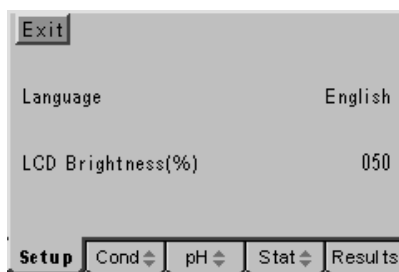 Exit
Language English
LCD Brightness(%) 050
Setup Cond pH Stat Results